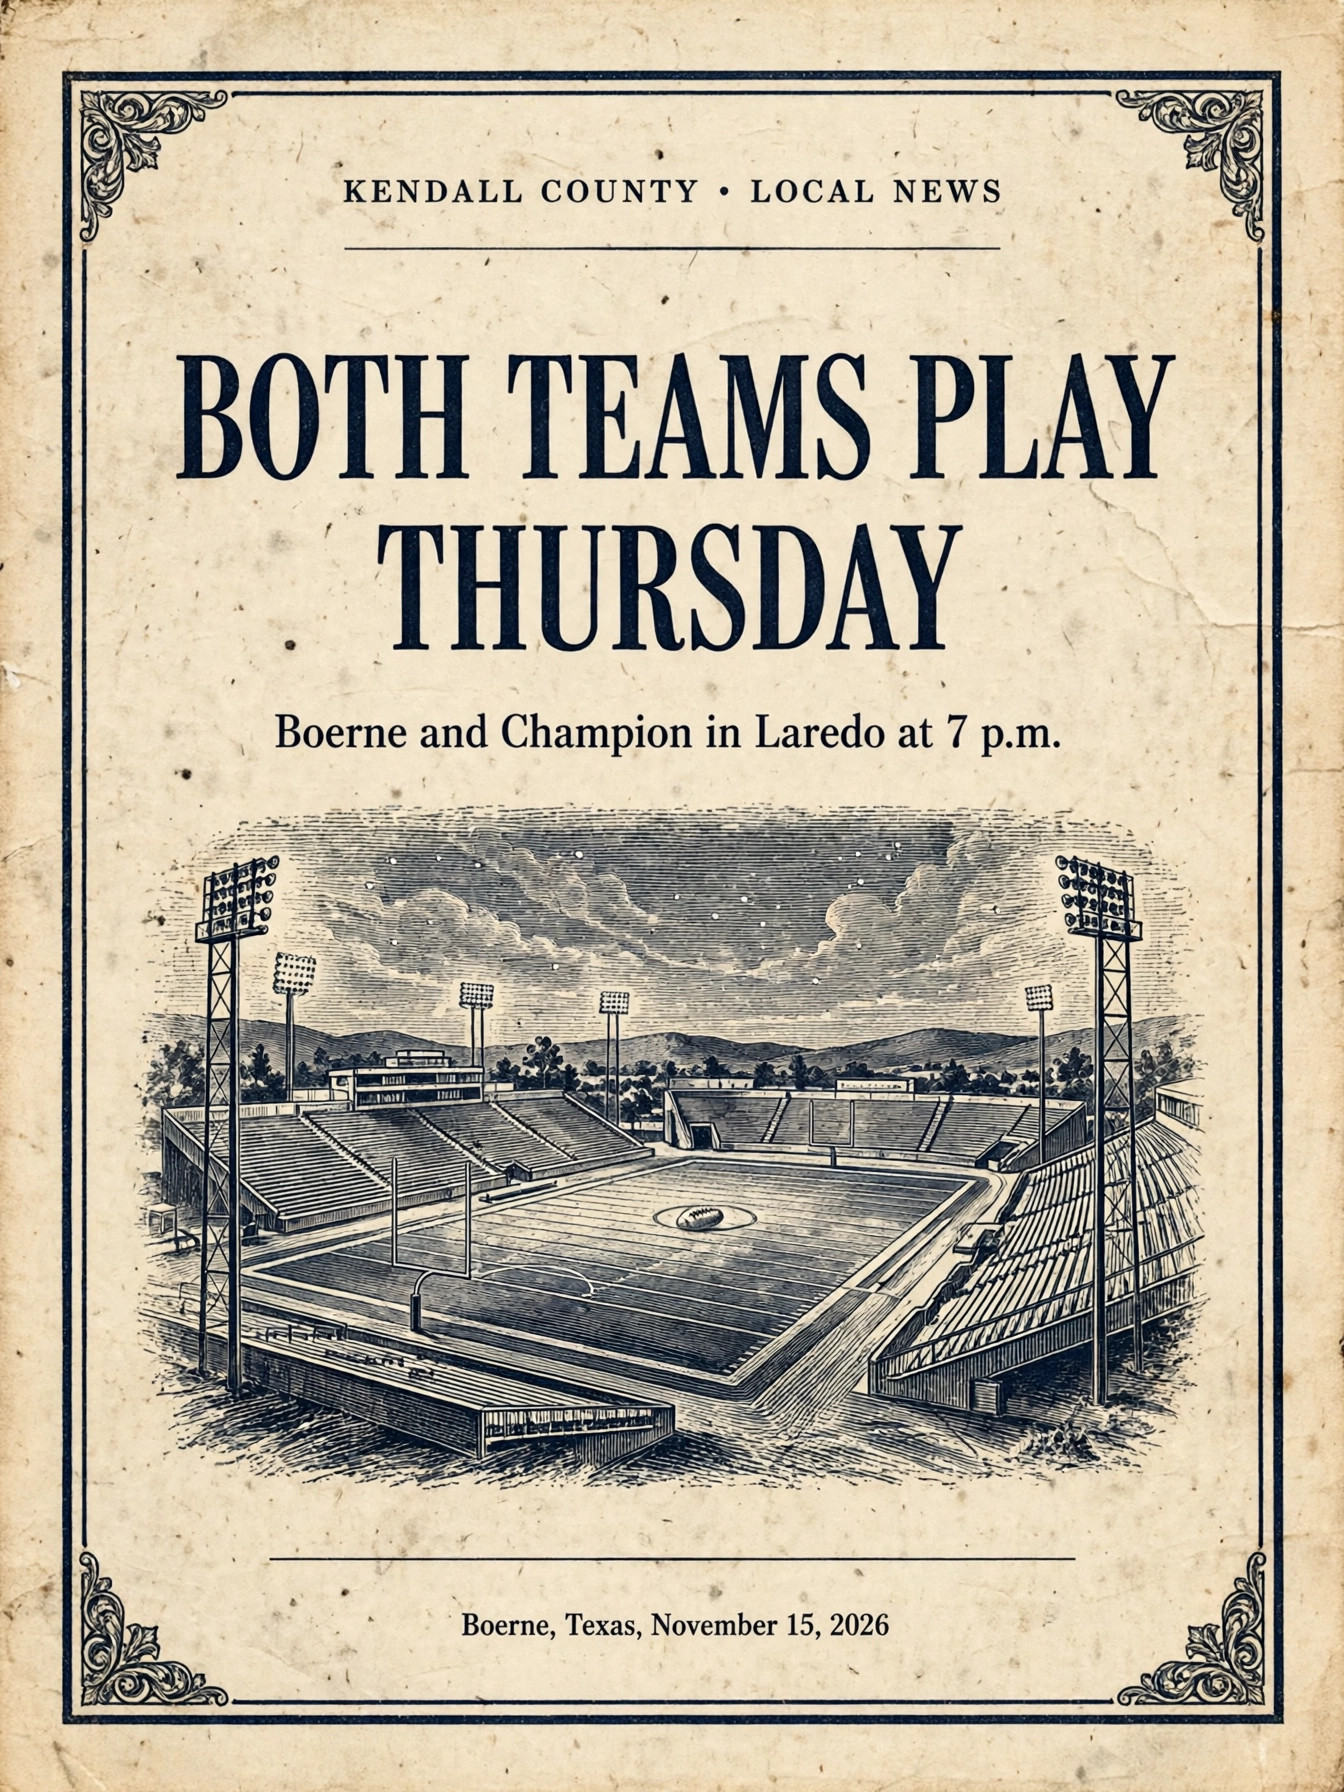 KENDALL COUNTY • LOCAL NEWS
BOTH TEAMS PLAY
THURSDAY
Boerne and Champion in Laredo at 7 p.m.
Boerne, Texas, November 15, 2026